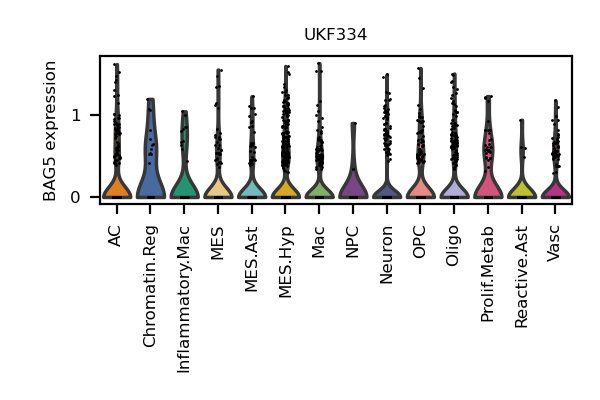 UKF334
BAG5 expression
1
0
AC
Chromatin.Reg
Inflammatory.Mac
MES
MES.Ast
MES.Hyp
Mac
NPC
Neuron
OPC
Oligo
Prolif.Metab
Reactive.Ast
Vasc